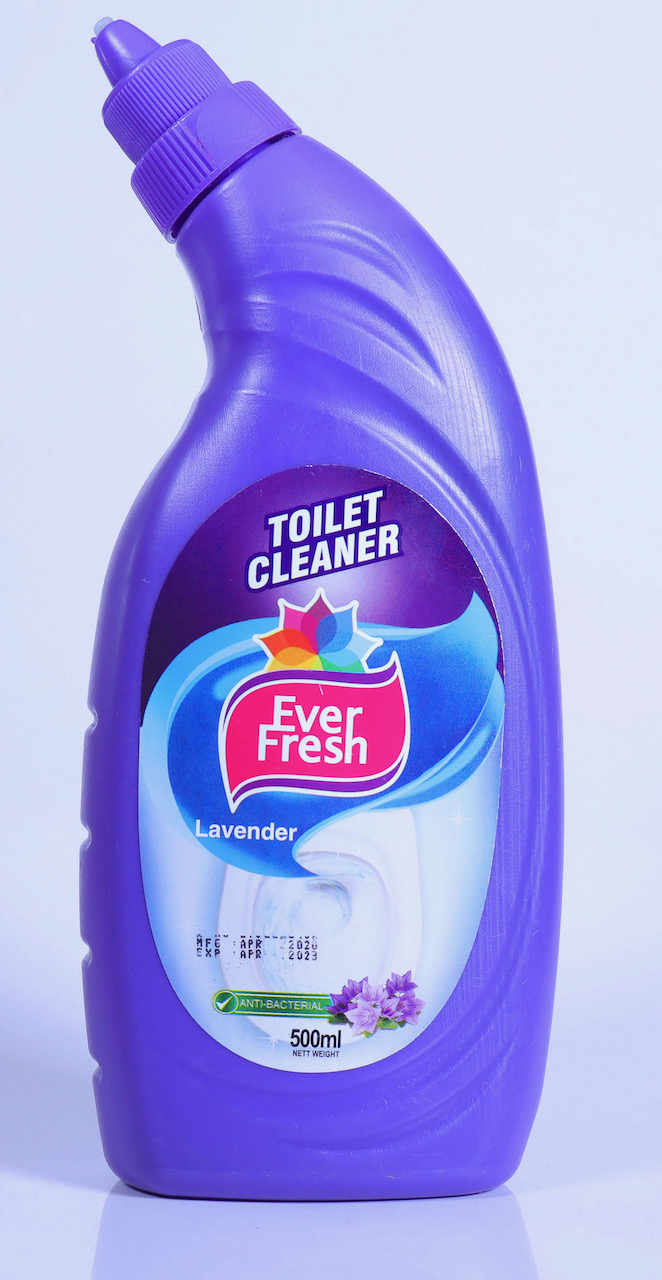 TOILET
CLEANER
Ever
Fresh
Lavender
MFG : APR 2020
EXP : APR 2023
ANTI-BACTERIAL
500ml
NETT WEIGHT